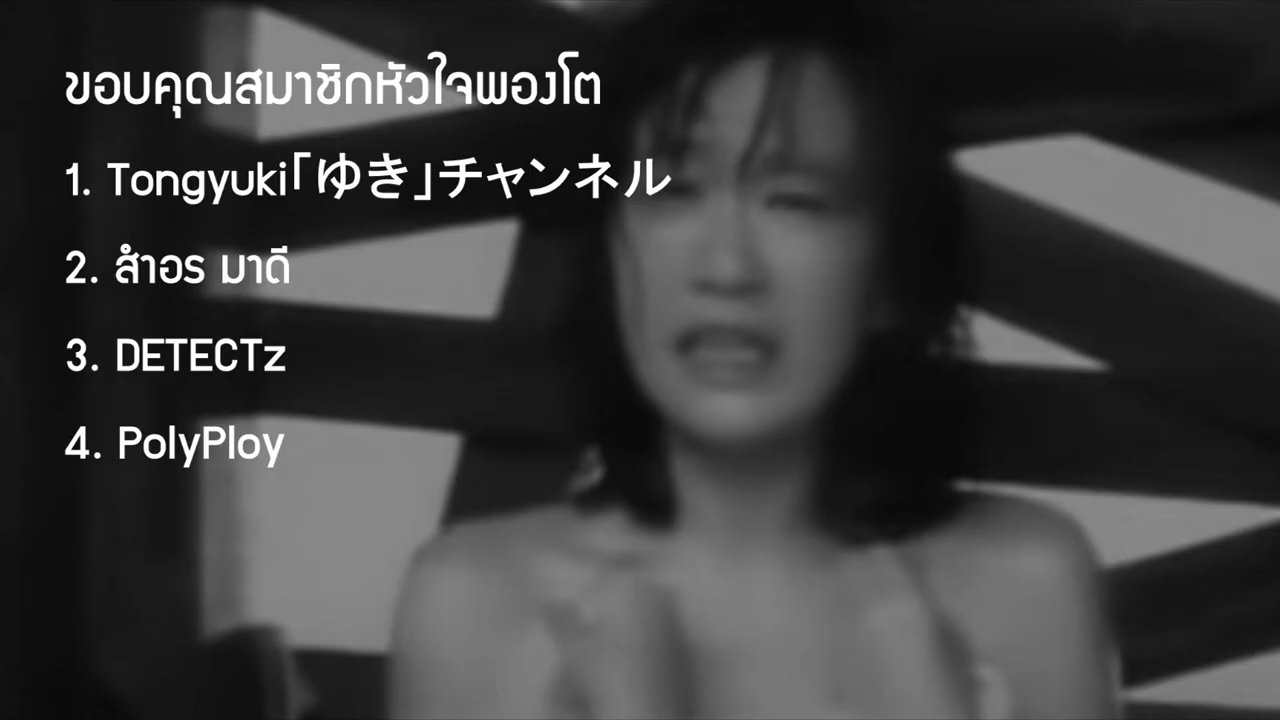 ขอบคุณสมาชิกหัวใจพองโต
1. Tongyuki「ゆき」チャンネル
2. สำอร มาดี
3. DETECTz
4. PolyPloy